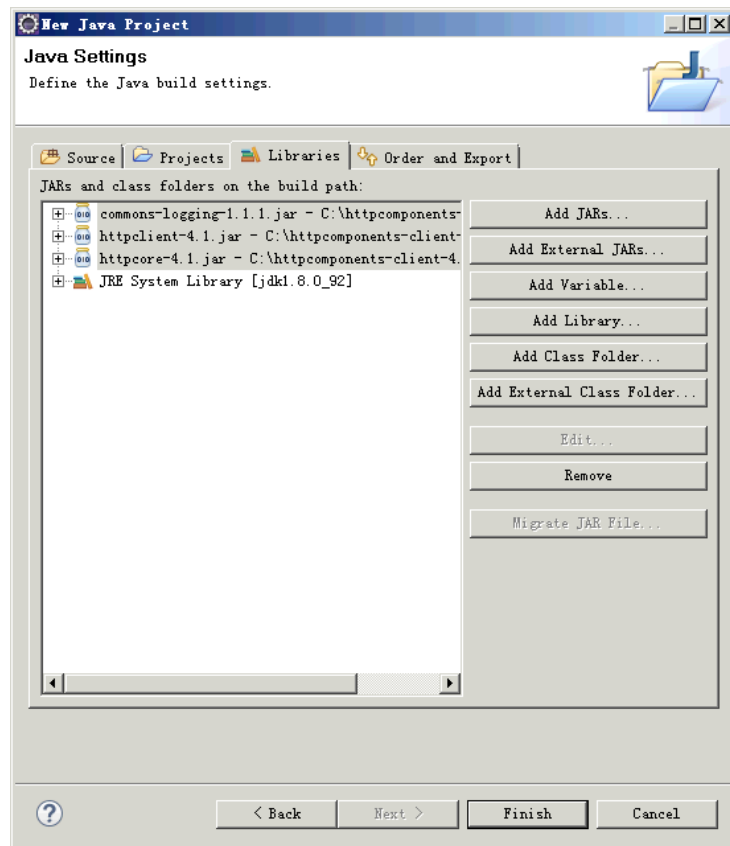 New Java Project
Java Settings
Define the Java build settings.
Source Projects Libraries Order and Export
JARs and class folders on the build path:
commons-logging-1.1.1.jar - C:\httpcomponents-
httpclient-4.1.jar - C:\httpcomponents-client-
httpcore-4.1.jar - C:\httpcomponents-client-4.
JRE System Library [jdk1.8.0_92]
Add JARs...
Add External JARs...
Add Variable...
Add Library...
Add Class Folder...
Add External Class Folder...
Edit...
Remove
Migrate JAR File...
? < Back Next > Finish Cancel